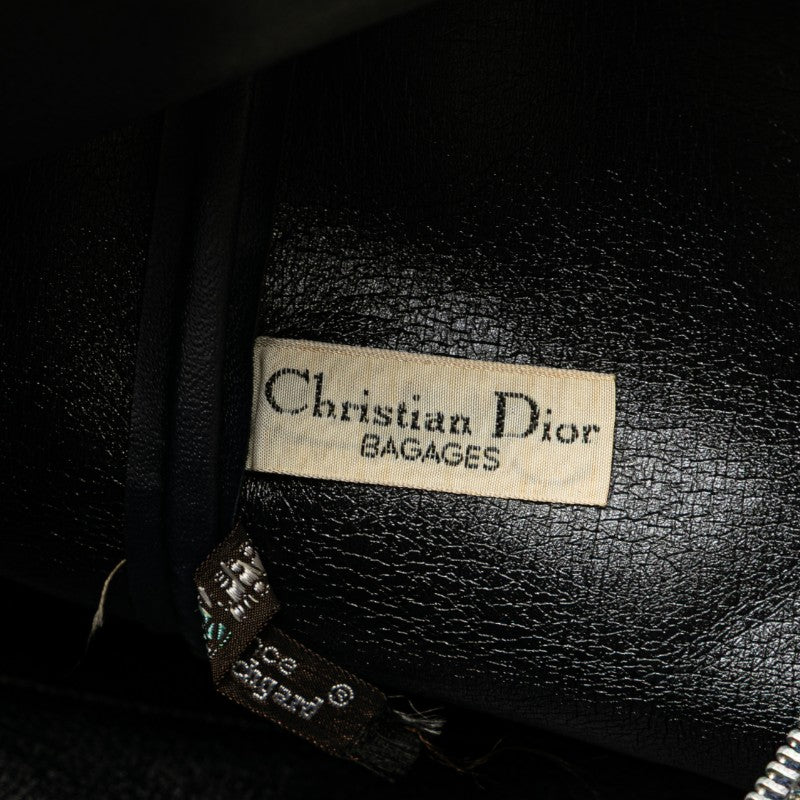 Christian Dior
BAGAGES
®